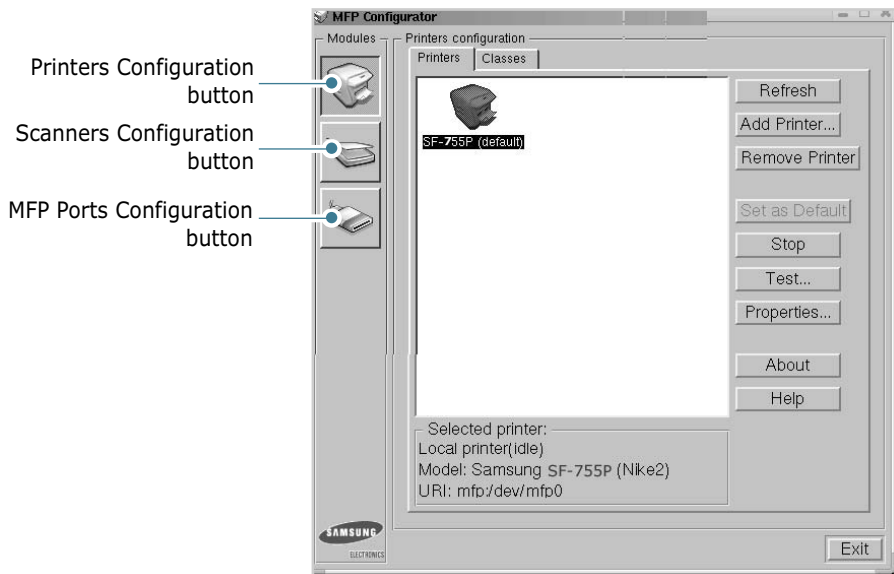 MFP Configurator
Modules
Printers configuration
Printers Configuration
button
Scanners Configuration
button
MFP Ports Configuration
button
Printers
Classes
SF-755P (default)
Refresh
Add Printer...
Remove Printer
Set as Default
Stop
Test...
Properties...
About
Help
Selected printer:
Local printer(idle)
Model: Samsung SF-755P (Nike2)
URI: mfp:/dev/mfp0
SAMSUNG
ELECTRONICS
Exit